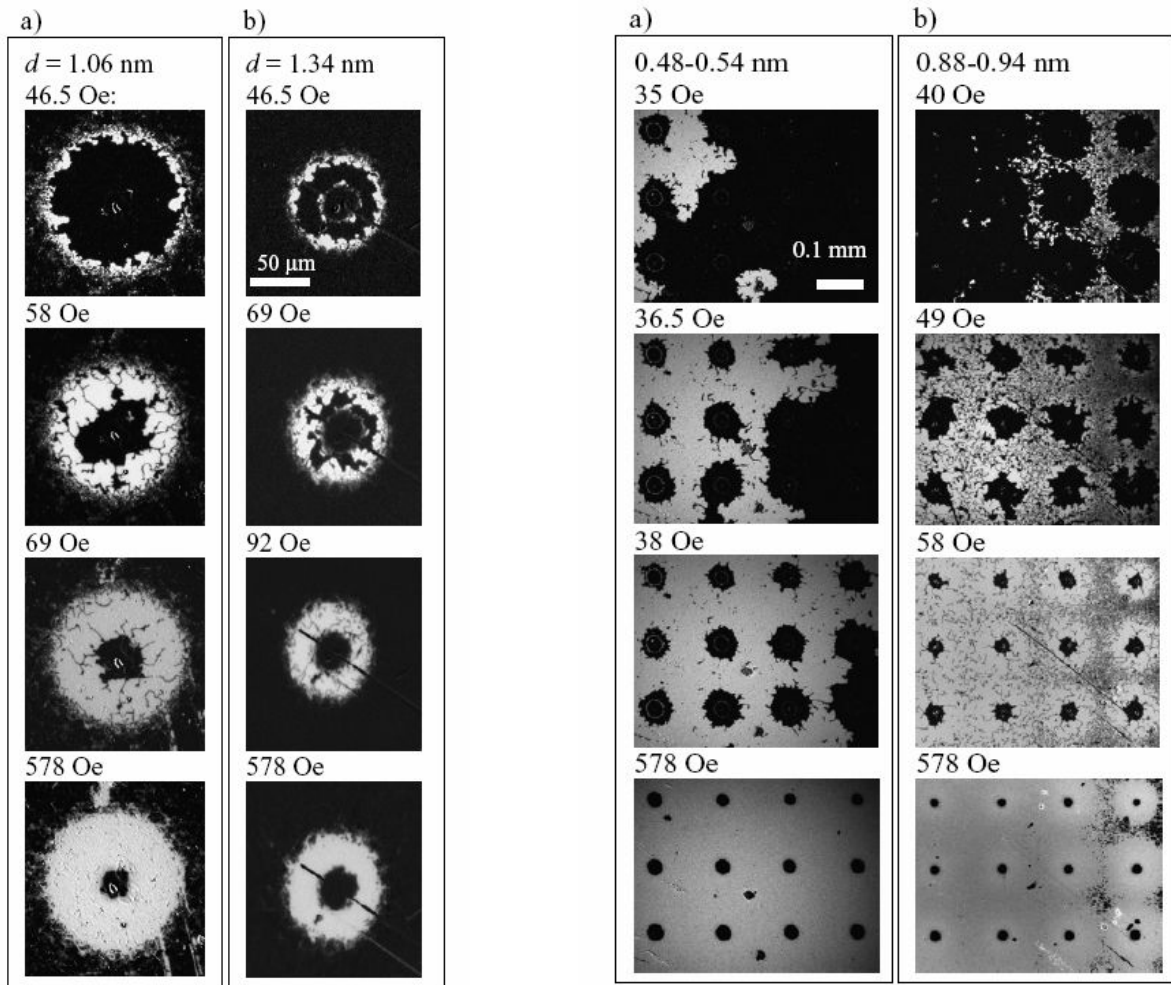 a)
d = 1.06 nm
46.5 Oe:
58 Oe
69 Oe
578 Oe
b)
d = 1.34 nm
46.5 Oe
50 μm
69 Oe
92 Oe
578 Oe
a)
0.48-0.54 nm
35 Oe
0.1 mm
36.5 Oe
38 Oe
578 Oe
b)
0.88-0.94 nm
40 Oe
49 Oe
58 Oe
578 Oe